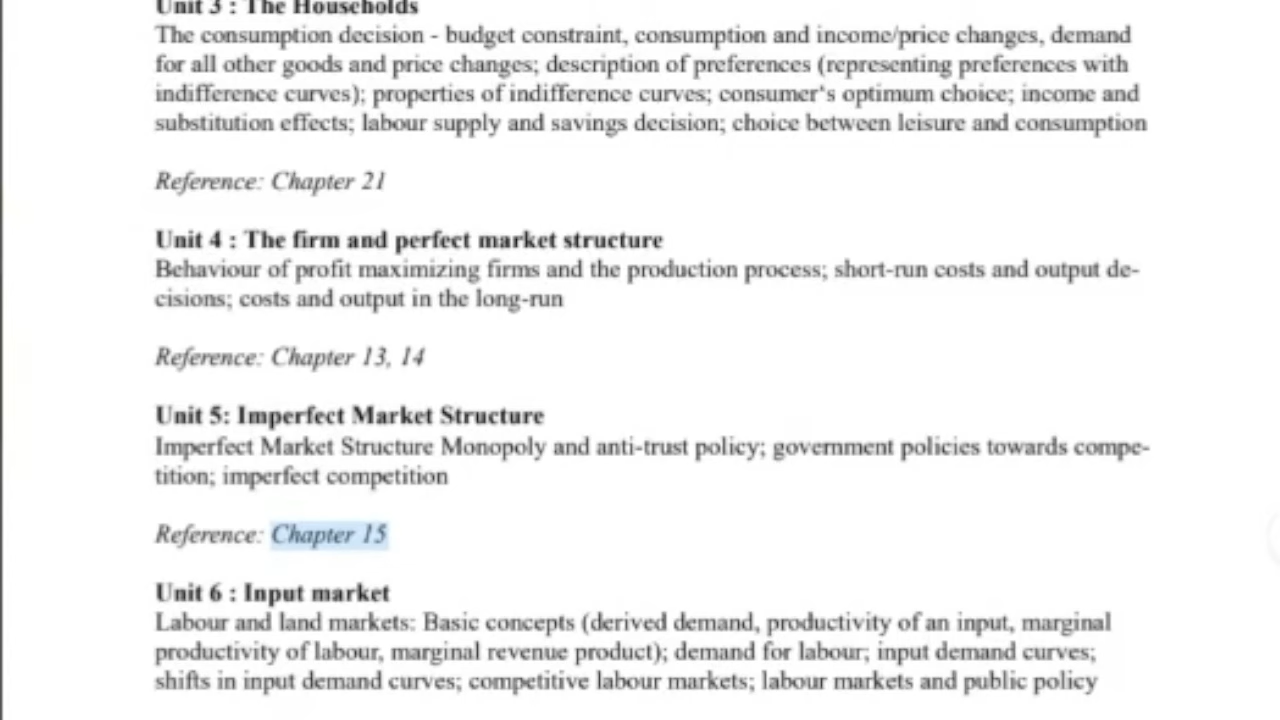 Unit 3 : The Households
The consumption decision - budget constraint, consumption and income/price changes, demand
for all other goods and price changes; description of preferences (representing preferences with
indifference curves); properties of indifference curves; consumer's optimum choice; income and
substitution effects; labour supply and savings decision; choice between leisure and consumption
Reference: Chapter 21
Unit 4 : The firm and perfect market structure
Behaviour of profit maximizing firms and the production process; short-run costs and output de-
cisions; costs and output in the long-run
Reference: Chapter 13, 14
Unit 5: Imperfect Market Structure
Imperfect Market Structure Monopoly and anti-trust policy; government policies towards compe-
tition; imperfect competition
Reference: Chapter 15
Unit 6 : Input market
Labour and land markets: Basic concepts (derived demand, productivity of an input, marginal
productivity of labour, marginal revenue product); demand for labour; input demand curves;
shifts in input demand curves; competitive labour markets; labour markets and public policy